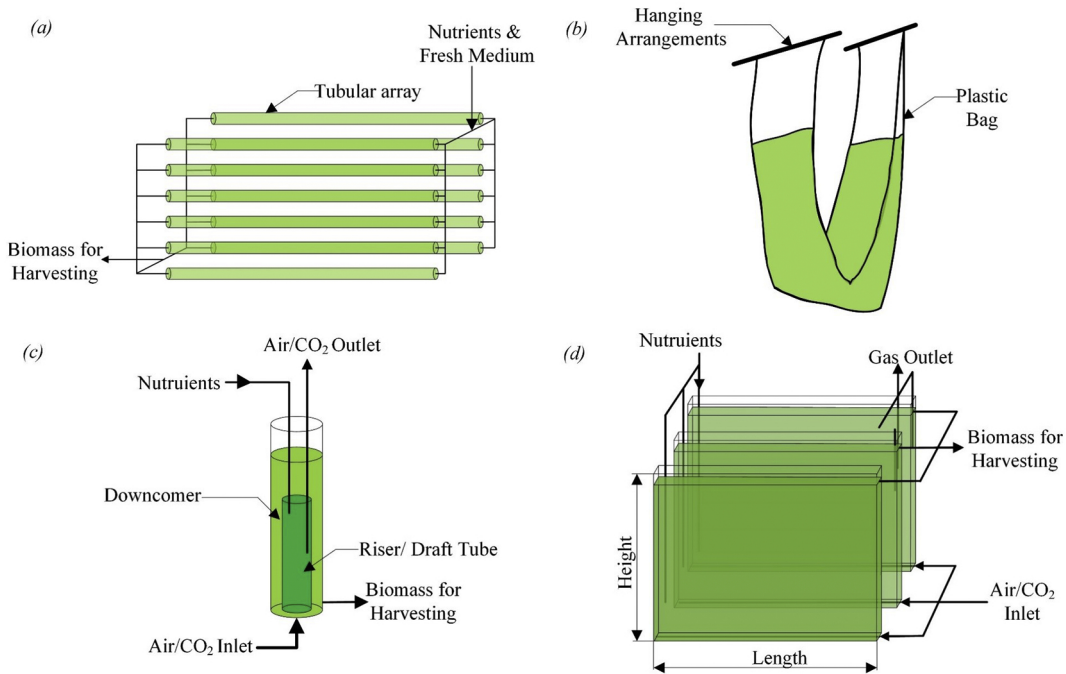 (a)
Nutrients &
Fresh Medium
Tubular array
Biomass for
Harvesting
(b)
Hanging
Arrangements
Plastic
Bag
(c)
Air/CO₂ Outlet
Nutruients
Downcomer
Riser/ Draft Tube
Biomass for
Harvesting
Air/CO₂ Inlet
(d)
Nutruients
Gas Outlet
Biomass for
Harvesting
Height
Air/CO₂
Inlet
Length